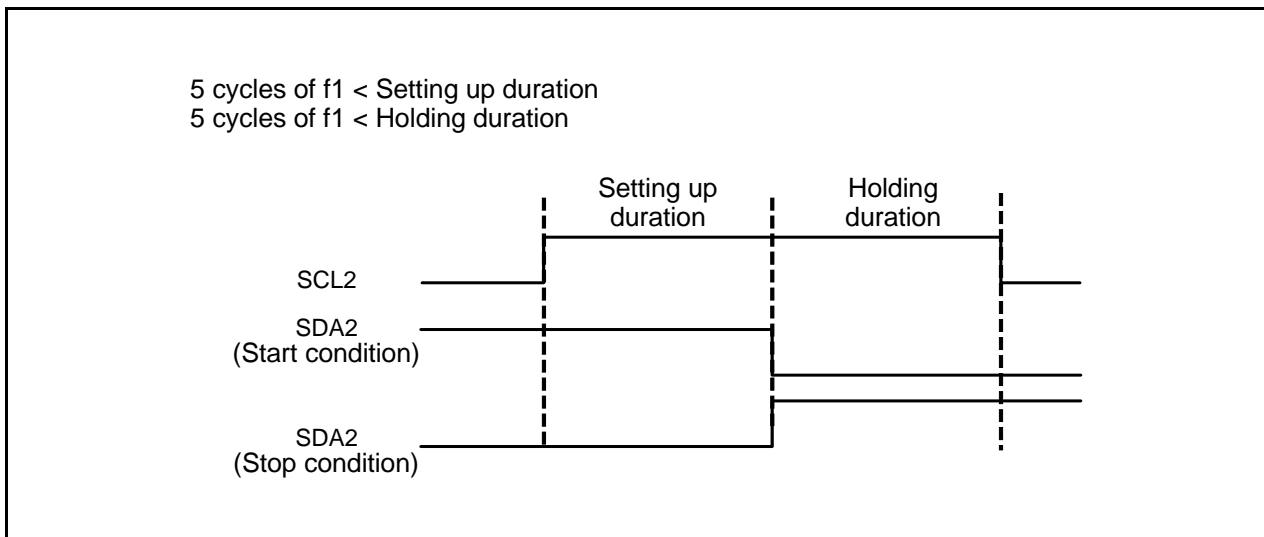 5 cycles of f1 < Setting up duration
5 cycles of f1 < Holding duration
Setting up
duration
Holding
duration
SCL2
SDA2
(Start condition)
SDA2
(Stop condition)